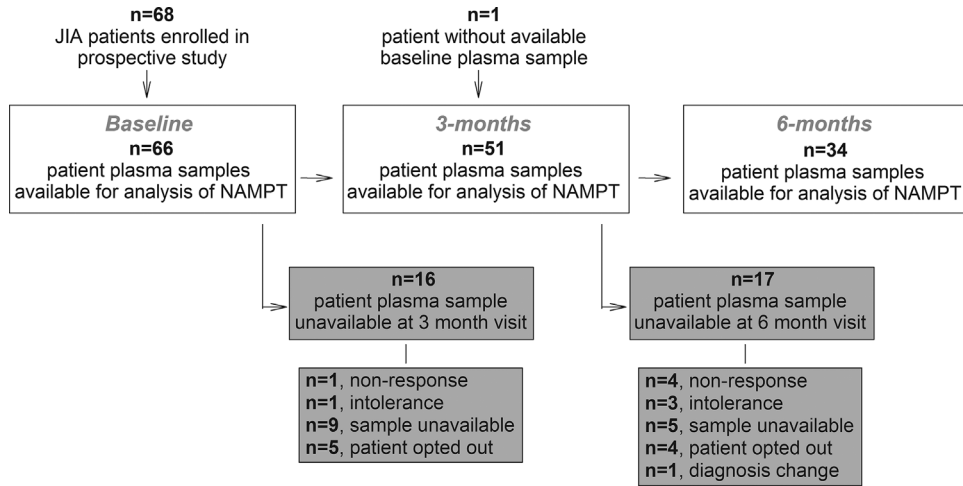 n=68
JIA patients enrolled in
prospective study
n=1
patient without available
baseline plasma sample
Baseline
n=66
patient plasma samples
available for analysis of NAMPT
3-months
n=51
patient plasma samples
available for analysis of NAMPT
6-months
n=34
patient plasma samples
available for analysis of NAMPT
n=16
patient plasma sample
unavailable at 3 month visit
n=1, non-response
n=1, intolerance
n=9, sample unavailable
n=5, patient opted out
n=17
patient plasma sample
unavailable at 6 month visit
n=4, non-response
n=3, intolerance
n=5, sample unavailable
n=4, patient opted out
n=1, diagnosis change